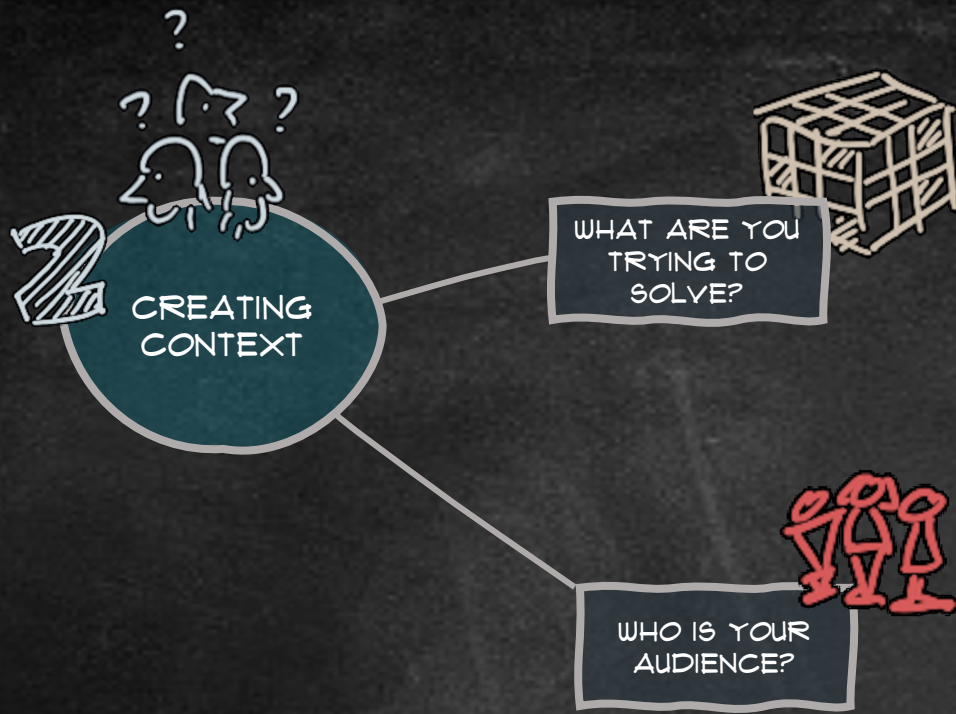 ?
? ?
2
CREATING
CONTEXT
WHAT ARE YOU
TRYING TO
SOLVE?
WHO IS YOUR
AUDIENCE?